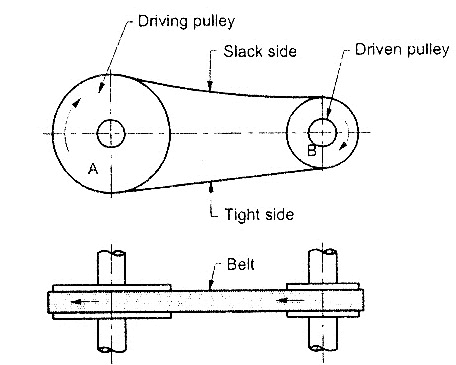 Driving pulley
Slack side
Driven pulley
A
B
Tight side
Belt